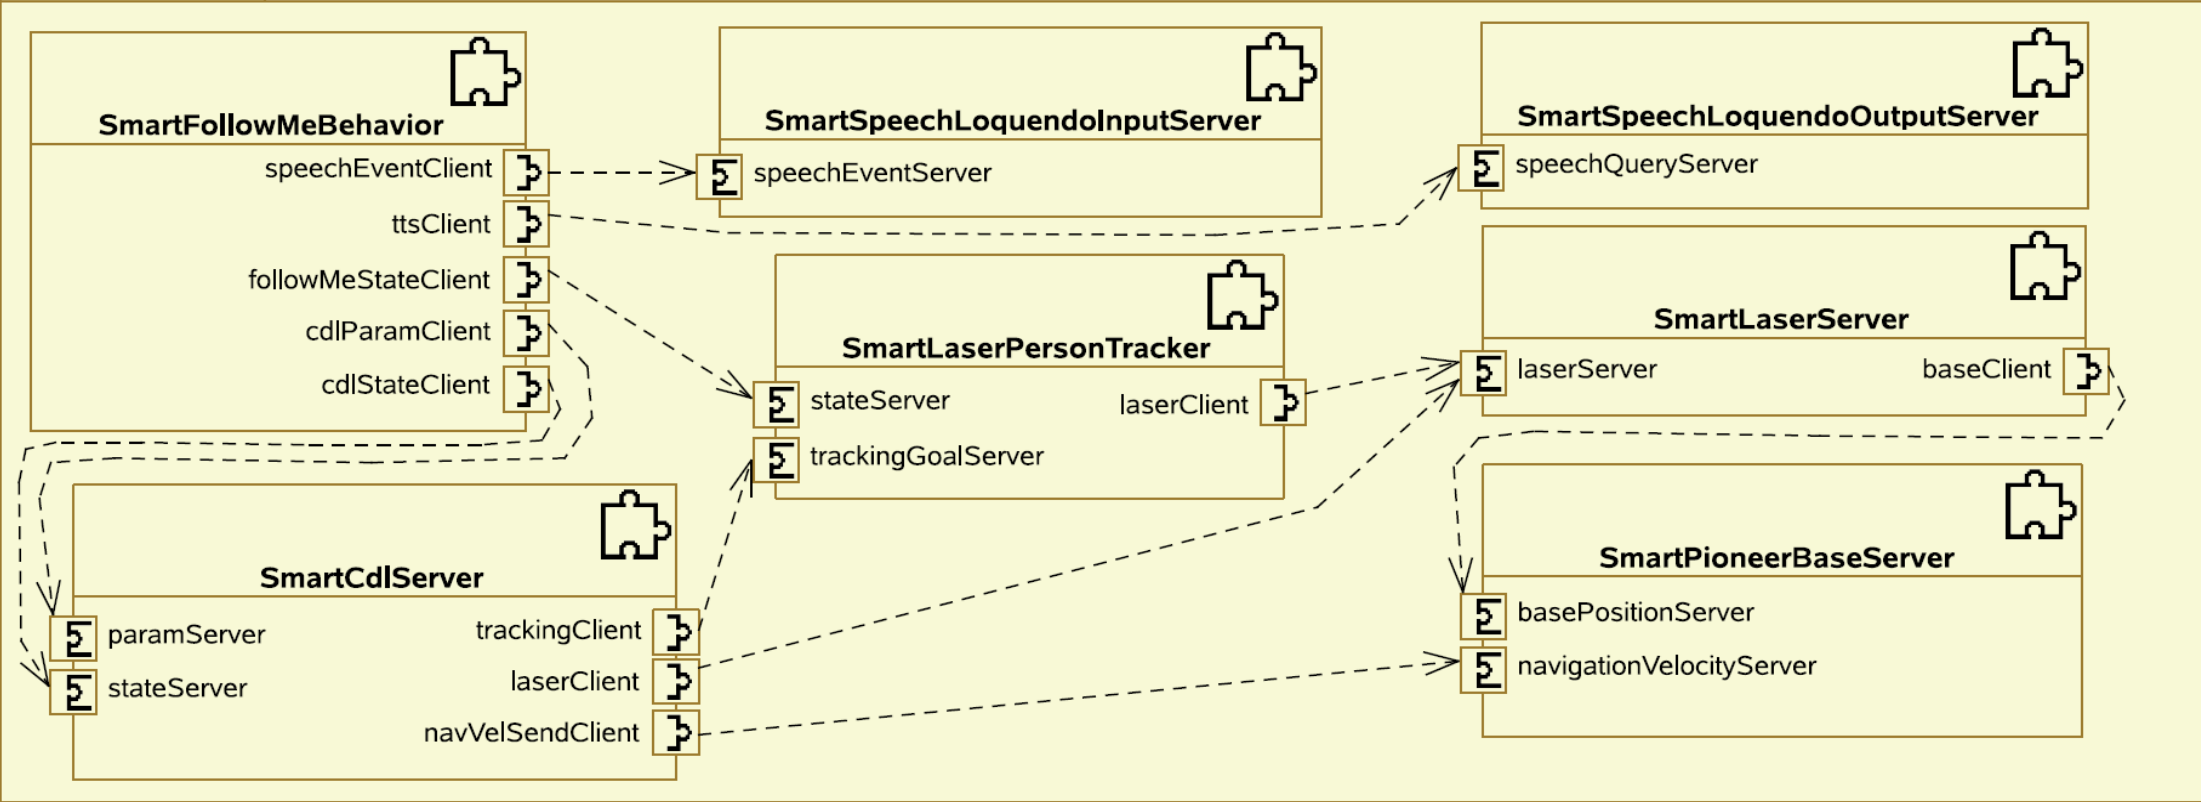 SmartFollowMeBehavior
speechEventClient
ttsClient
followMeStateClient
cdlParamClient
cdlStateClient
SmartSpeechLoquendoInputServer
speechEventServer
SmartSpeechLoquendoOutputServer
speechQueryServer
SmartLaserPersonTracker
stateServer
laserClient
trackingGoalServer
SmartLaserServer
laserServer
baseClient
SmartCdlServer
paramServer
stateServer
trackingClient
laserClient
navVelSendClient
SmartPioneerBaseServer
basePositionServer
navigationVelocityServer